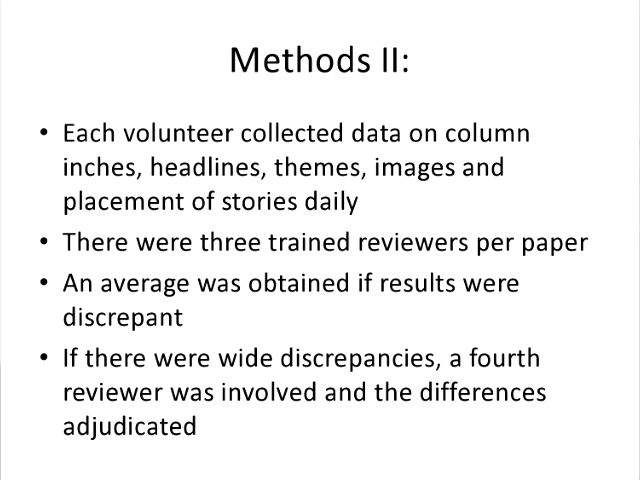 Methods II:
• Each volunteer collected data on column
inches, headlines, themes, images and
placement of stories daily
• There were three trained reviewers per paper
• An average was obtained if results were
discrepant
• If there were wide discrepancies, a fourth
reviewer was involved and the differences
adjudicated